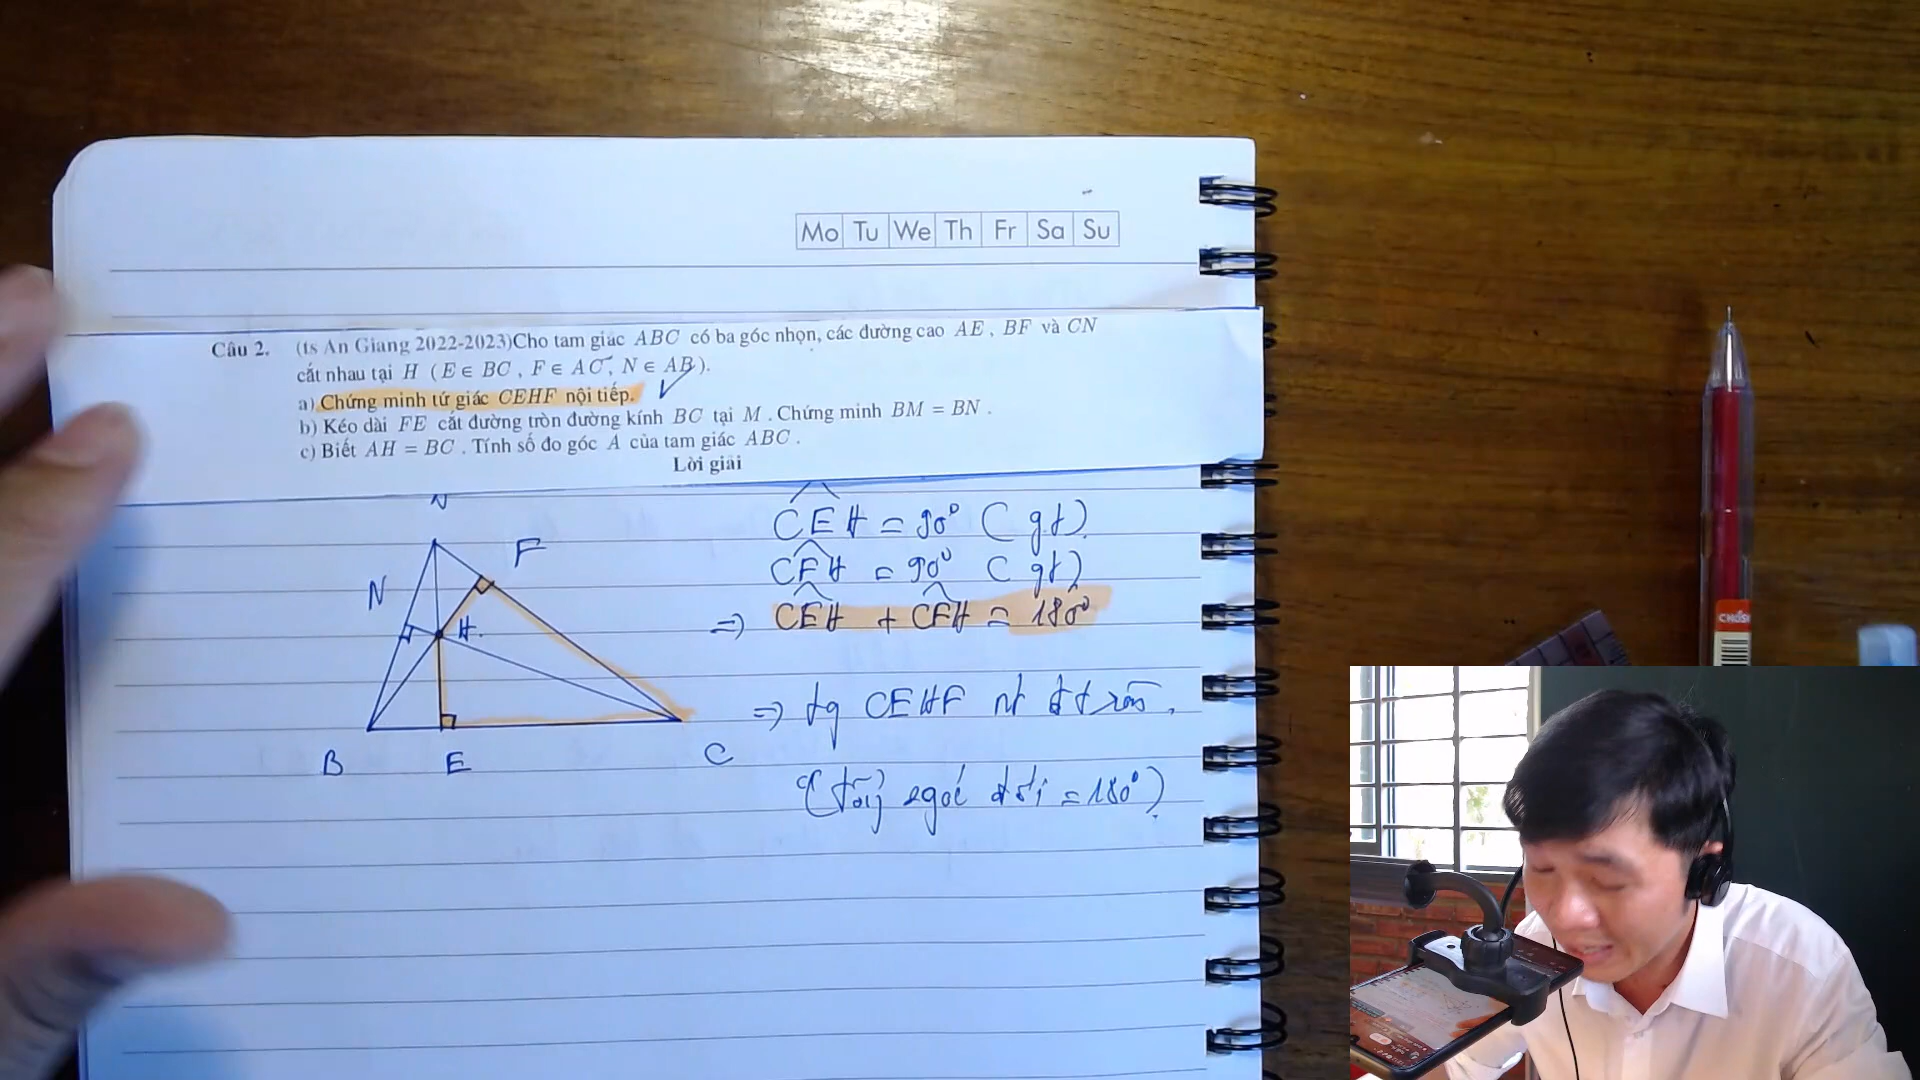 Mo Tu We Th Fr Sa Su
Câu 2. (ts An Giang 2022-2023)Cho tam giác ABC có ba góc nhọn, các đường cao AE, BF và CN
cắt nhau tại H (E ∈ BC, F ∈ AC, N ∈ AB).
a) Chứng minh tứ giác CEHF nội tiếp.
b) Kéo dài FE cắt đường tròn đường kính BC tại M. Chứng minh BM = BN.
c) Biết AH = BC. Tính số đo góc A của tam giác ABC.
Lời giải
CEH = 90° (gt)
CFH = 90° (gt)
⇒ CEH + CFH = 180°
⇒ tg CEHF nt đ tròn.
(tổng 2góc đối = 180°)
F
N
H
B E C
CHOSI